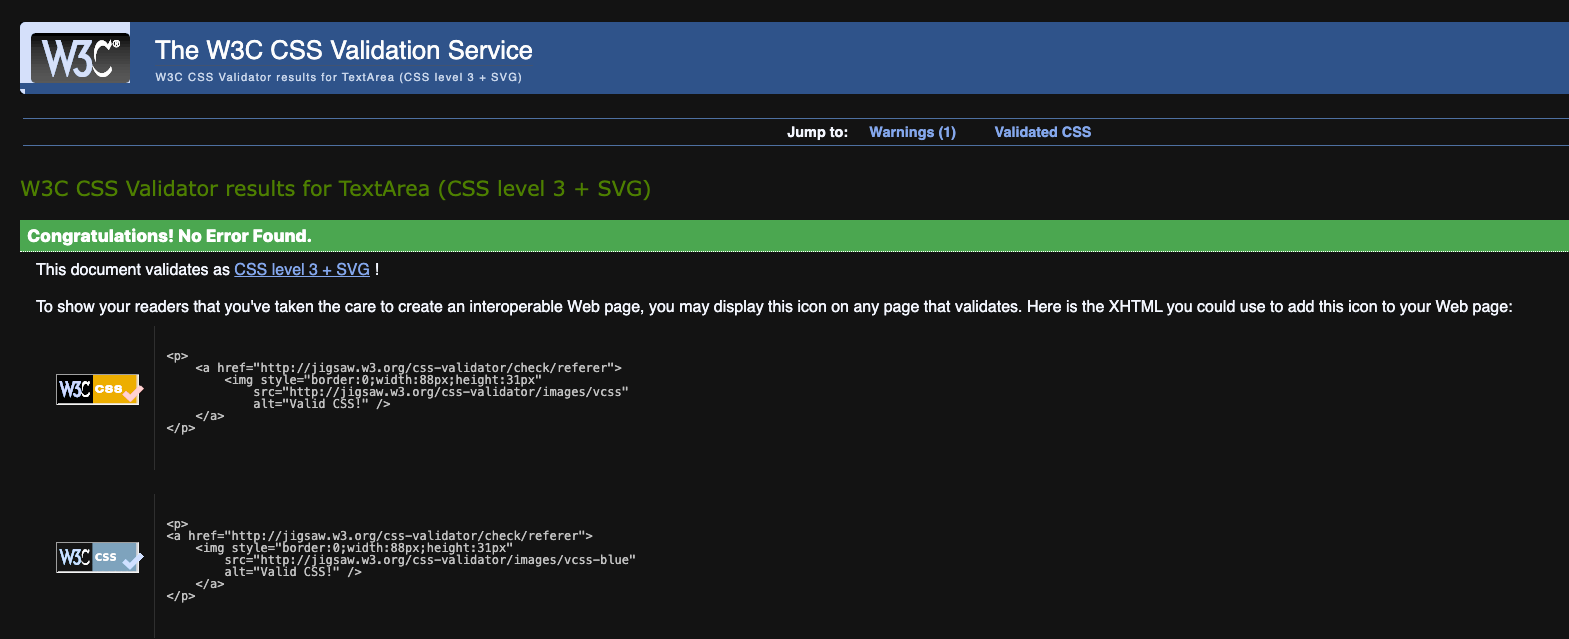 W3C®
The W3C CSS Validation Service
W3C CSS Validator results for TextArea (CSS level 3 + SVG)
Jump to: Warnings (1) Validated CSS
W3C CSS Validator results for TextArea (CSS level 3 + SVG)
Congratulations! No Error Found.
This document validates as CSS level 3 + SVG !
To show your readers that you've taken the care to create an interoperable Web page, you may display this icon on any page that validates. Here is the XHTML you could use to add this icon to your Web page:
W3C css
<p>
    <a href="http://jigsaw.w3.org/css-validator/check/referer">
        <img style="border:0;width:88px;height:31px"
            src="http://jigsaw.w3.org/css-validator/images/vcss"
            alt="Valid CSS!" />
    </a>
</p>
W3C css
<p>
<a href="http://jigsaw.w3.org/css-validator/check/referer">
    <img style="border:0;width:88px;height:31px"
        src="http://jigsaw.w3.org/css-validator/images/vcss-blue"
        alt="Valid CSS!" />
    </a>
</p>